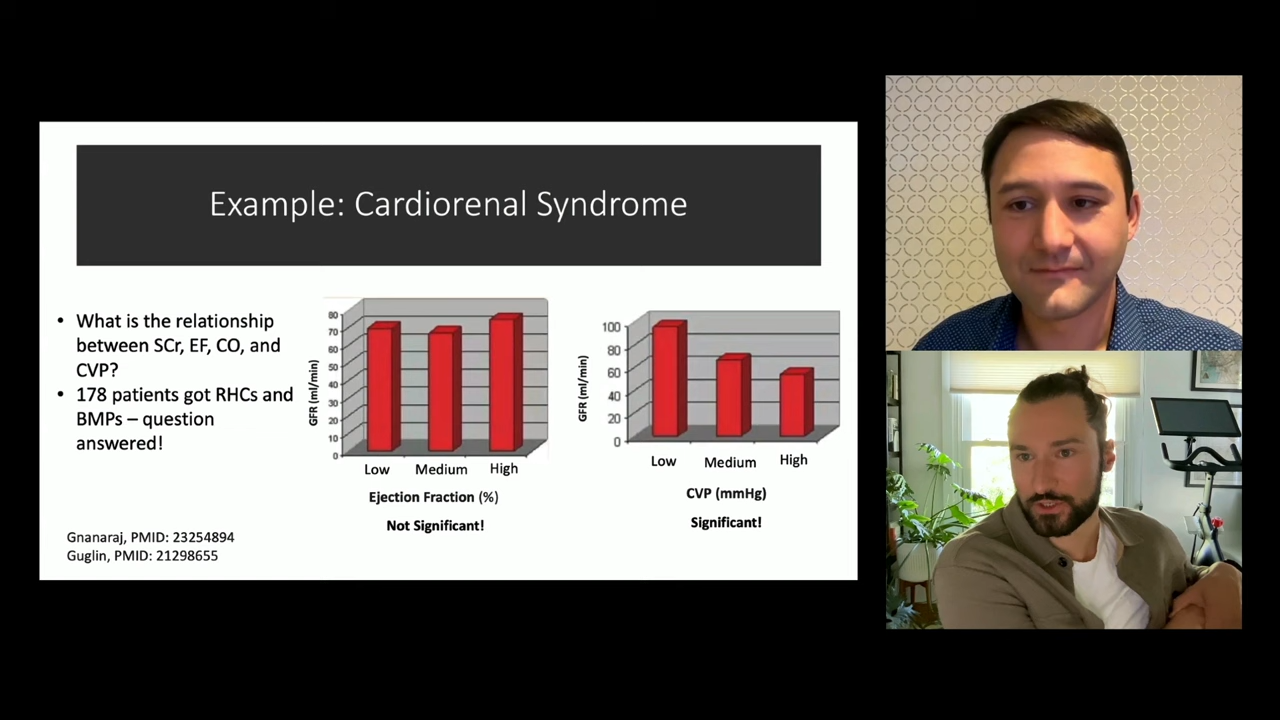 Example: Cardiorenal Syndrome
• What is the relationship
between SCr, EF, CO, and
CVP?
• 178 patients got RHCs and
BMPs – question
answered!
GFR (ml/min)
80
70
60
50
40
30
20
10
0
Low Medium High
Ejection Fraction (%)
Not Significant!
GFR (ml/min)
100
80
60
40
20
0
Low Medium High
CVP (mmHg)
Significant!
Gnanaraj, PMID: 23254894
Guglin, PMID: 21298655